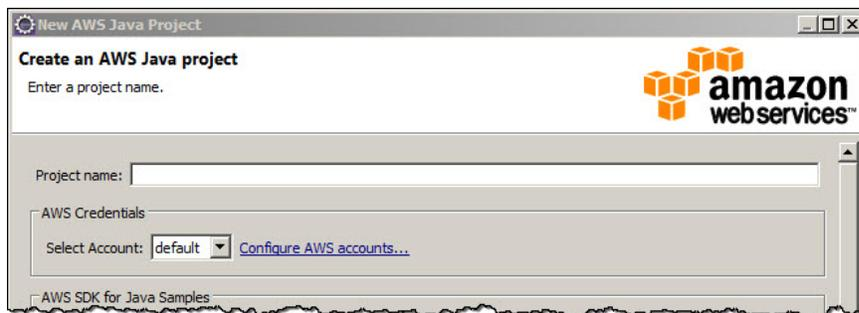 New AWS Java Project
Create an AWS Java project
Enter a project name.
amazon
webservices™
Project name:
AWS Credentials
Select Account: default Configure AWS accounts...
AWS SDK for Java Samples